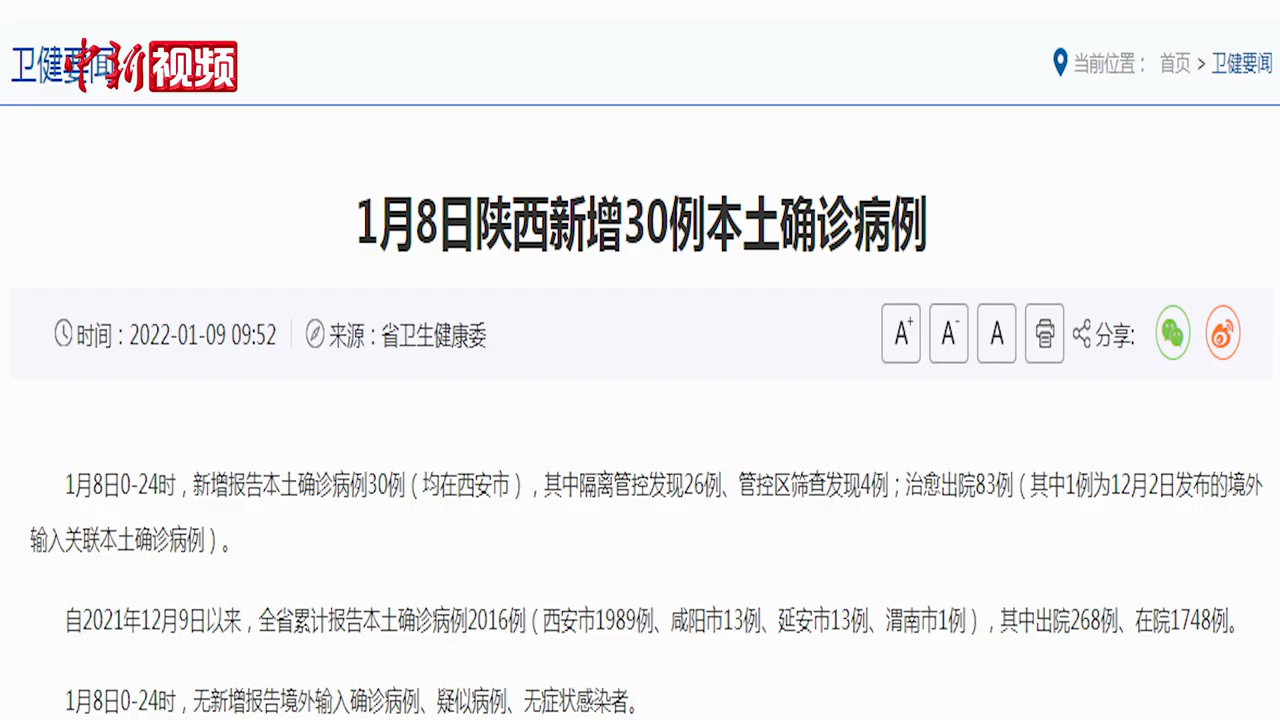 卫健要闻
中新视频
当前位置： 首页 > 卫健要闻
1月8日陕西新增30例本土确诊病例
时间：2022-01-09 09:52 来源：省卫生健康委 A+ A- A 分享:
1月8日0-24时，新增报告本土确诊病例30例（均在西安市），其中隔离管控发现26例、管控区筛查发现4例；治愈出院83例（其中1例为12月2日发布的境外
输入关联本土确诊病例）。
自2021年12月9日以来，全省累计报告本土确诊病例2016例（西安市1989例、咸阳市13例、延安市13例、渭南市1例），其中出院268例、在院1748例。
1月8日0-24时，无新增报告境外输入确诊病例、疑似病例、无症状感染者。